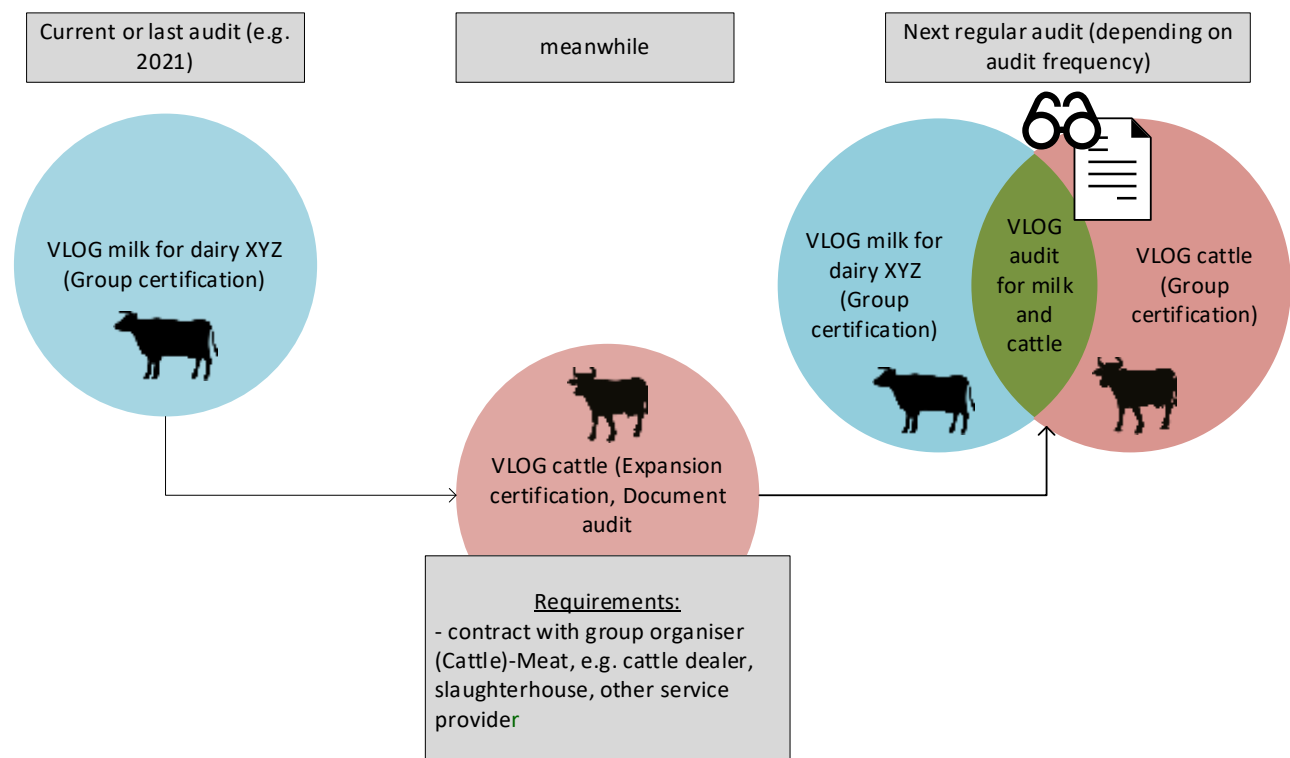 Current or last audit (e.g.
2021)
meanwhile
Next regular audit (depending on
audit frequency)
VLOG milk for dairy XYZ
(Group certification)
VLOG cattle (Expansion
certification, Document
audit
Requirements:
- contract with group organiser
(Cattle)-Meat, e.g. cattle dealer,
slaughterhouse, other service
provider
VLOG milk for
dairy XYZ
(Group
certification)
VLOG
audit
for milk
and
cattle
VLOG cattle
(Group
certification)